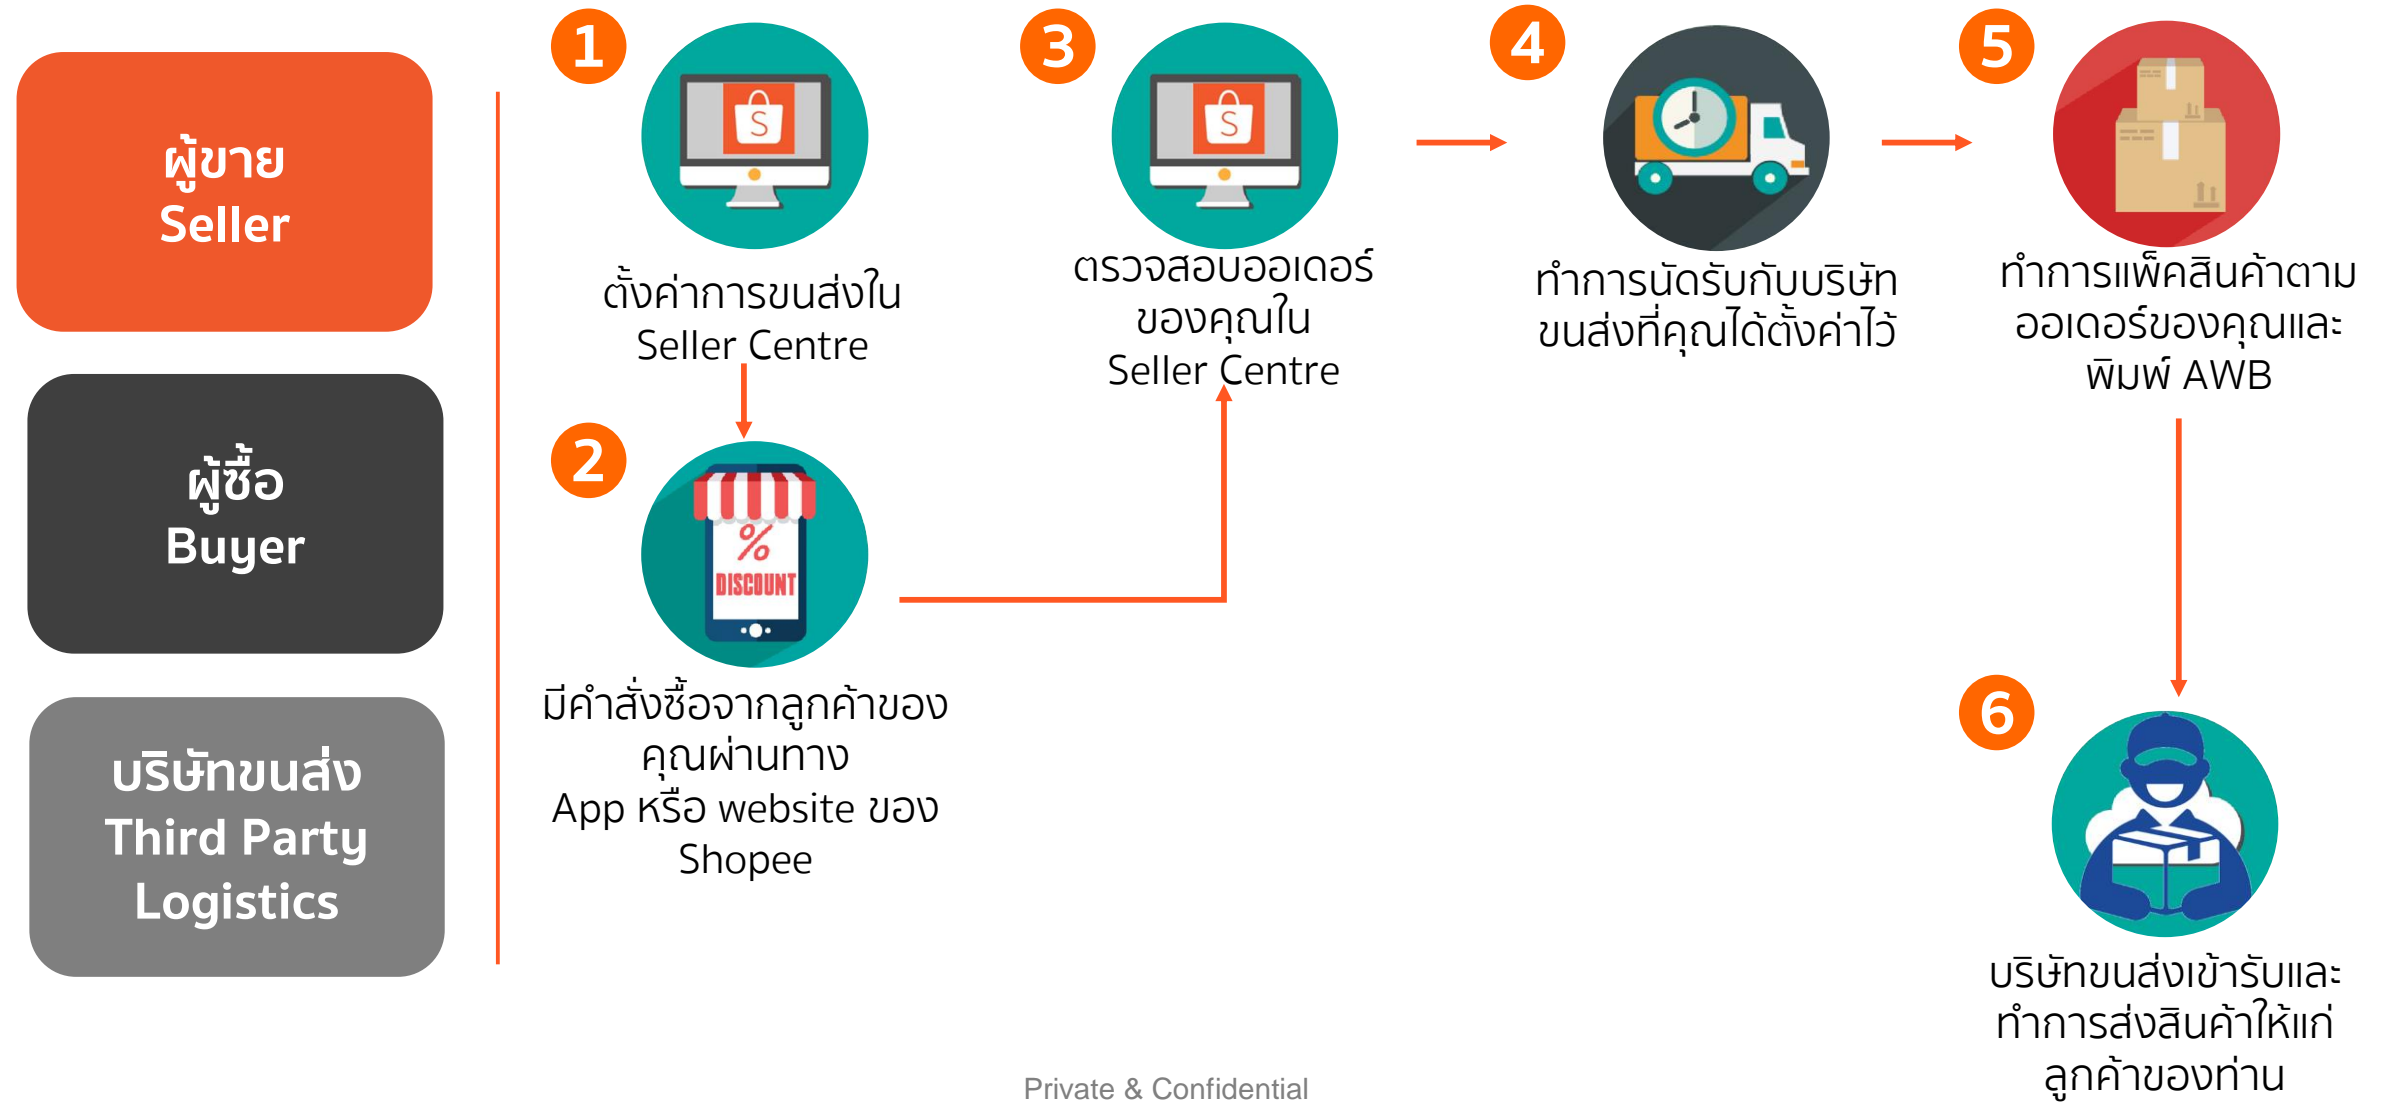 ผู้ขาย
Seller
ผู้ซื้อ
Buyer
บริษัทขนส่ง
Third Party
Logistics
1
S
ตั้งค่าการขนส่งใน
Seller Centre
2
%
DISCOUNT
มีคำสั่งซื้อจากลูกค้าของ
คุณผ่านทาง
App หรือ website ของ
Shopee
3
S
ตรวจสอบออเดอร์
ของคุณใน
Seller Centre
4
ทำการนัดรับกับบริษัท
ขนส่งที่คุณได้ตั้งค่าไว้
5
ทำการแพ็คสินค้าตาม
ออเดอร์ของคุณและ
พิมพ์ AWB
6
บริษัทขนส่งเข้ารับและ
ทำการส่งสินค้าให้แก่
ลูกค้าของท่าน
Private & Confidential